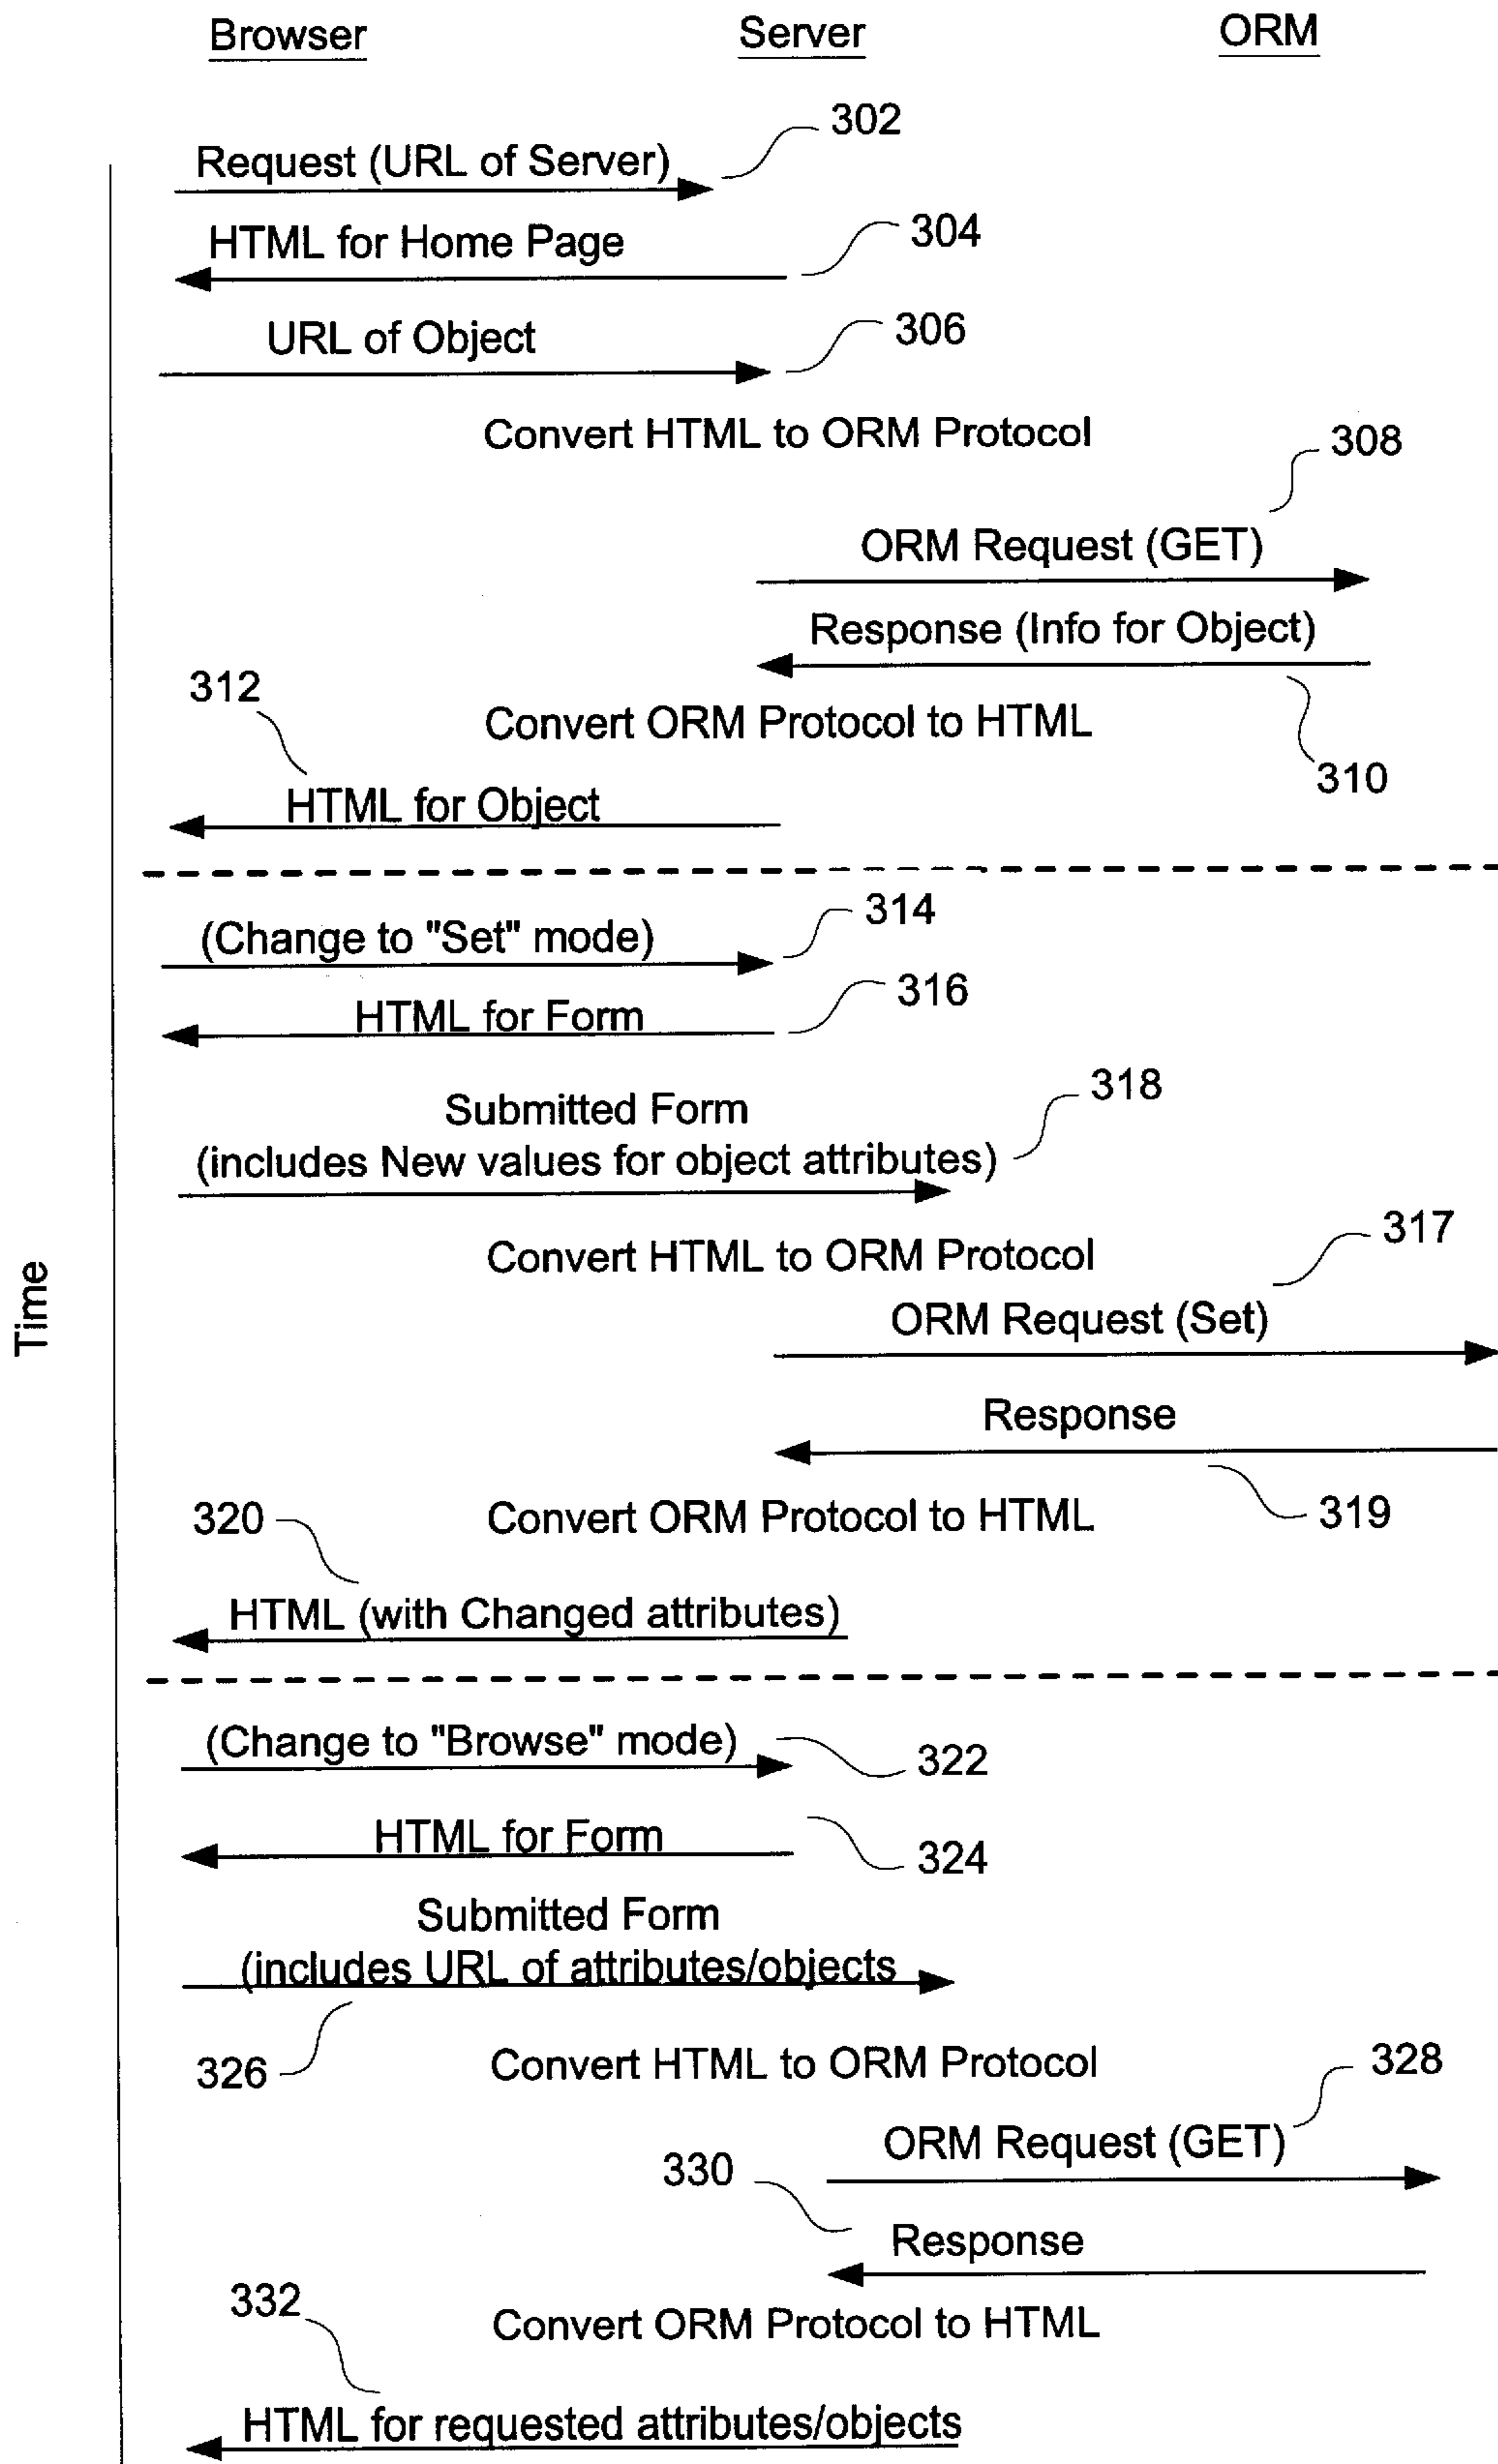 Browser Server ORM
302
Request (URL of Server)
HTML for Home Page 304
URL of Object 306
Convert HTML to ORM Protocol 308
ORM Request (GET)
Response (Info for Object)
312
Convert ORM Protocol to HTML
310
HTML for Object
314
(Change to "Set" mode)
316
HTML for Form
318
Submitted Form
(includes New values for object attributes)
317
Convert HTML to ORM Protocol
Time
ORM Request (Set)
Response
320 Convert ORM Protocol to HTML 319
HTML (with Changed attributes)
(Change to "Browse" mode) 322
HTML for Form 324
Submitted Form
(includes URL of attributes/objects
326 Convert HTML to ORM Protocol 328
ORM Request (GET)
330
Response
332
Convert ORM Protocol to HTML
HTML for requested attributes/objects